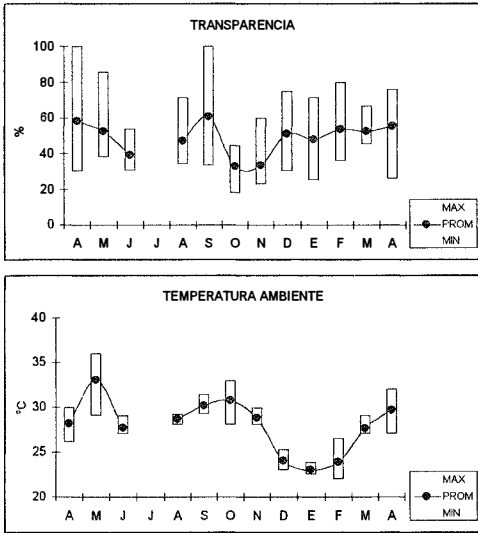 TRANSPARENCIA
100
80
60
40
20
0
%
A M J J A S O N D E F M A
MAX
PROM
MIN
TEMPERATURA AMBIENTE
40
35
30
25
20
°C
A M J J A S O N D E F M A
MAX
PROM
MIN